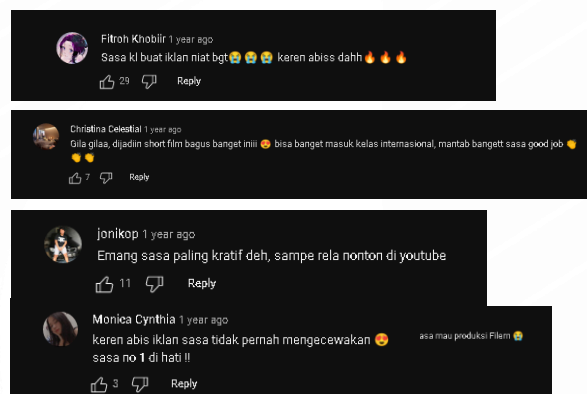 Fitroh Khobiir 1 year ago
Sasa kl buat iklan niat bgt😭😭😭 keren abiss dahh🔥🔥🔥
29 Reply
Christina Celestial 1 year ago
Gila gilaa, dijadiin short film bagus banget iniii 😍 bisa banget masuk kelas internasional, mantab bangett sasa good job 👏
👏👏
7 Reply
jonikop 1 year ago
Emang sasa paling kratif deh, sampe rela nonton di youtube
11 Reply
Monica Cynthia 1 year ago
keren abis iklan sasa tidak pernah mengecewakan 😍
sasa no 1 di hati !!
3 Reply
asa mau produksi Filem 😭